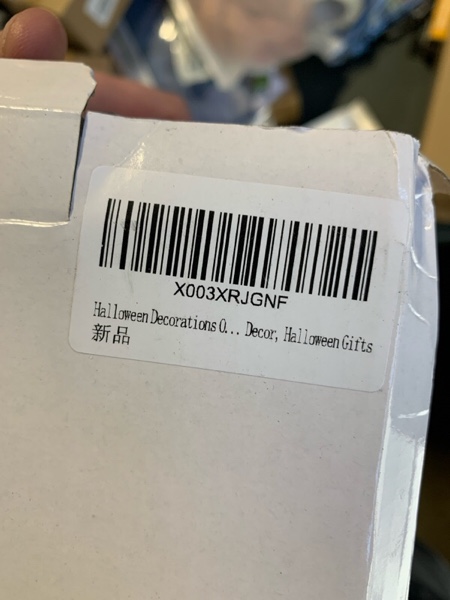 X003XRJGNF
Halloween Decorations O... Decor, Halloween Gifts
新品